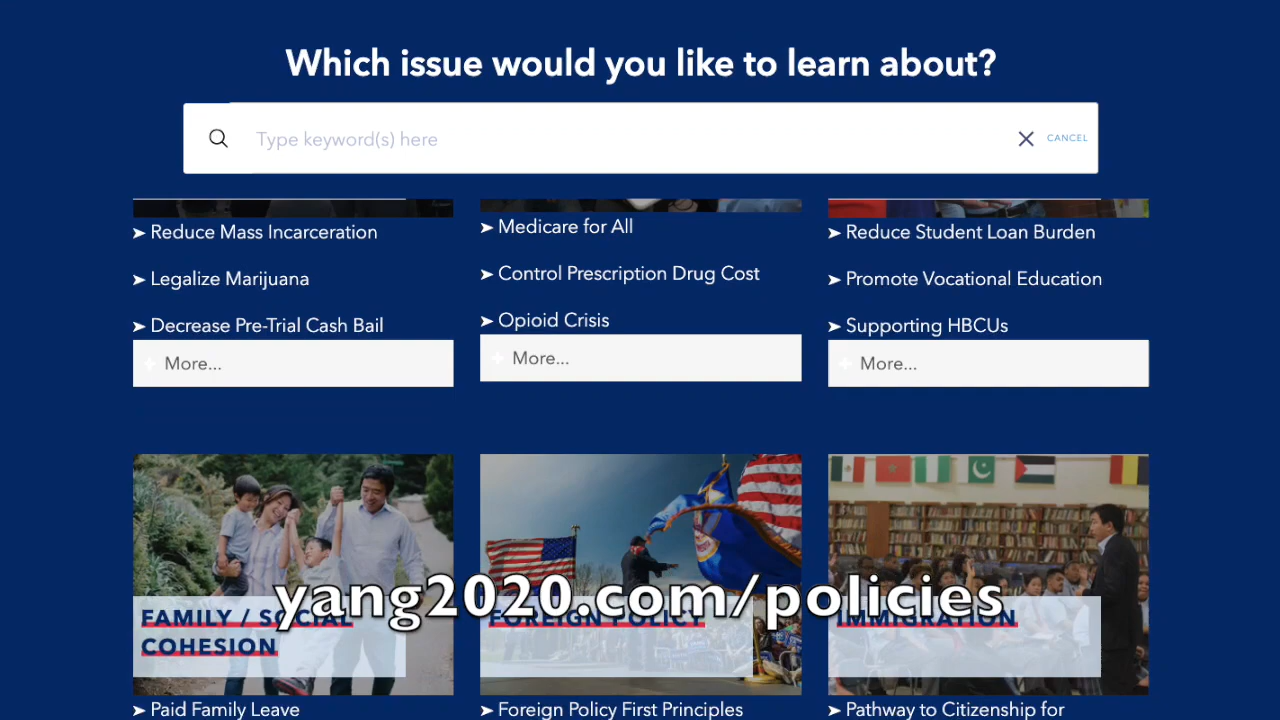 Which issue would you like to learn about?
Type keyword(s) here
CANCEL
➤ Reduce Mass Incarceration
➤ Legalize Marijuana
➤ Decrease Pre-Trial Cash Bail
More...
➤ Medicare for All
➤ Control Prescription Drug Cost
➤ Opioid Crisis
More...
➤ Reduce Student Loan Burden
➤ Promote Vocational Education
➤ Supporting HBCUs
More...
yang2020.com/policies
FAMILY / SOCIAL
COHESION
➤ Paid Family Leave
FOREIGN POLICY
➤ Foreign Policy First Principles
IMMIGRATION
➤ Pathway to Citizenship for